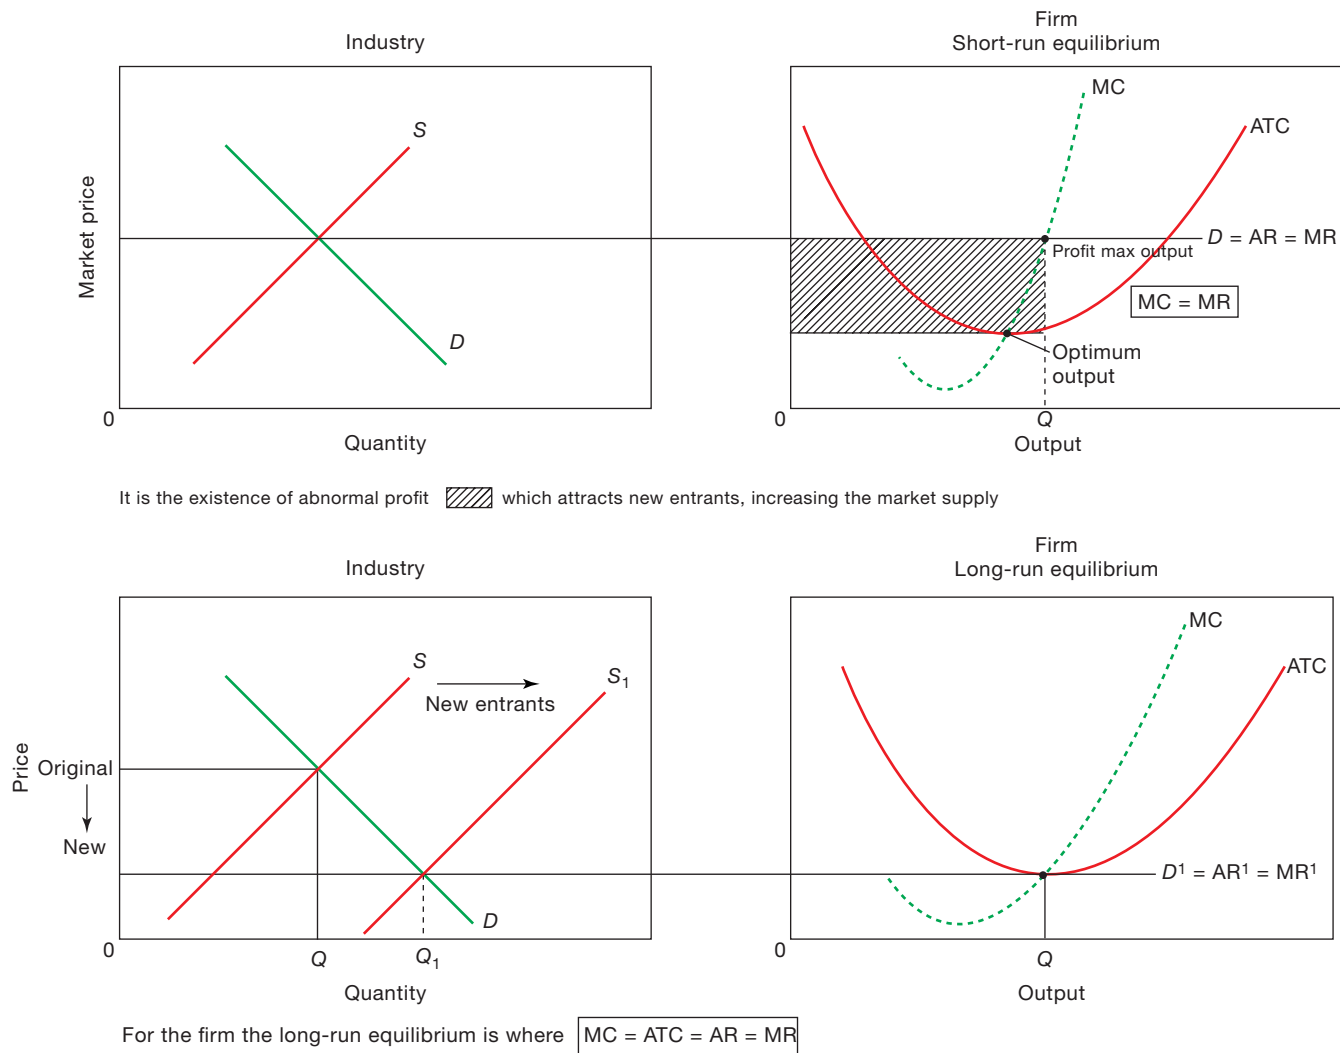 Industry
Firm
Short-run equilibrium
Market price
S
D
0
Quantity
MC
ATC
D = AR = MR
Profit max output
MC = MR
Optimum
output
0
Q
Output
It is the existence of abnormal profit which attracts new entrants, increasing the market supply
Industry
Firm
Long-run equilibrium
Price
Original
New
S
New entrants
S1
D
0
Q
Q1
Quantity
MC
ATC
D¹ = AR¹ = MR¹
0
Q
Output
For the firm the long-run equilibrium is where MC = ATC = AR = MR